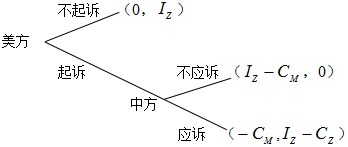 不起诉 (0, I_Z)
美方
起诉 不应诉 (I_Z − C_M, 0)
中方
应诉 (−C_M, I_Z − C_Z)